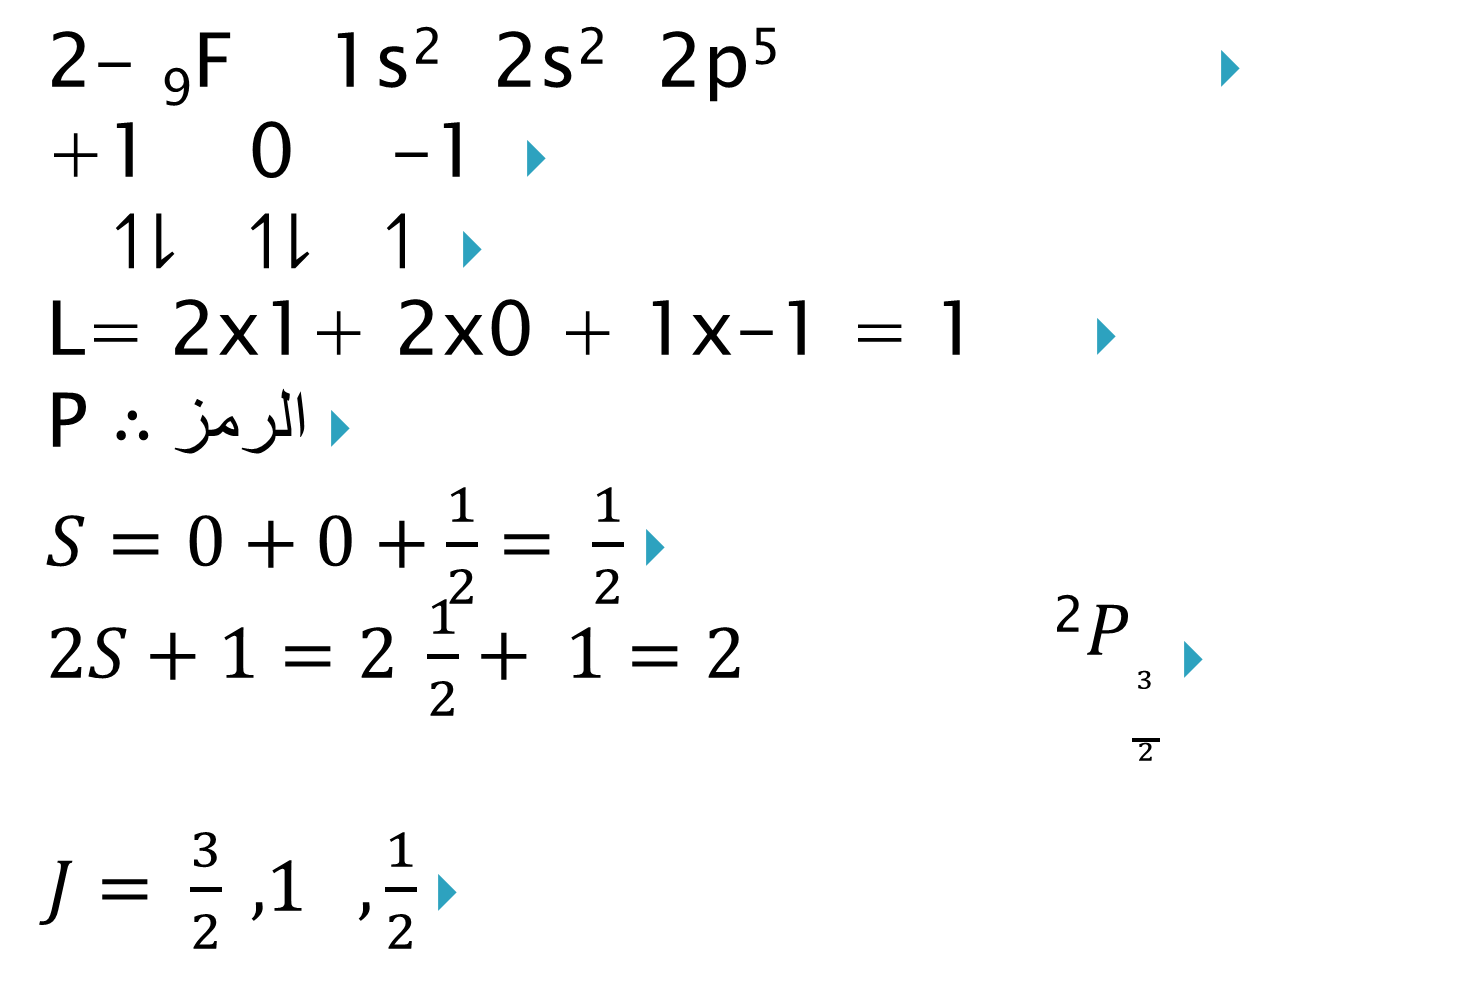 2- ₉F 1s² 2s² 2p⁵
+1 0 -1
1⇂ 1⇂ 1
L= 2x1+ 2x0 + 1x-1 = 1
P ∴ الرمز
S = 0 + 0 + 1/2 = 1/2
2S + 1 = 2 1/2 + 1 = 2 ²P 3/2
J = 3/2 ,1 ,1/2